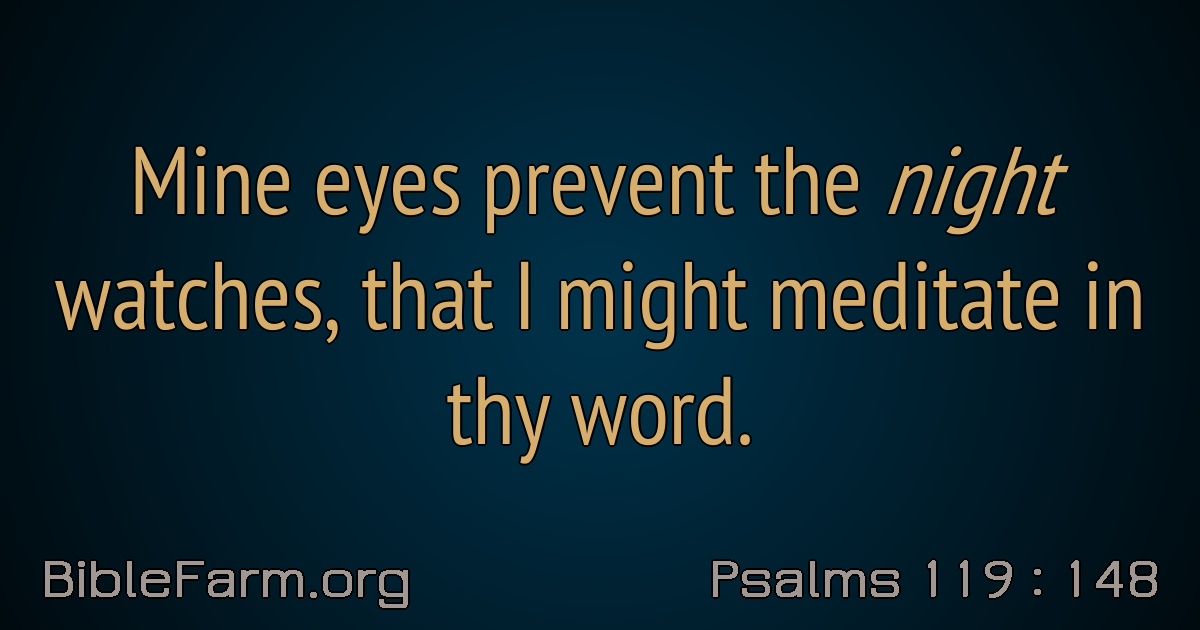 Mine eyes prevent the night
watches, that I might meditate in
thy word.
BibleFarm.org
Psalms 119 : 148